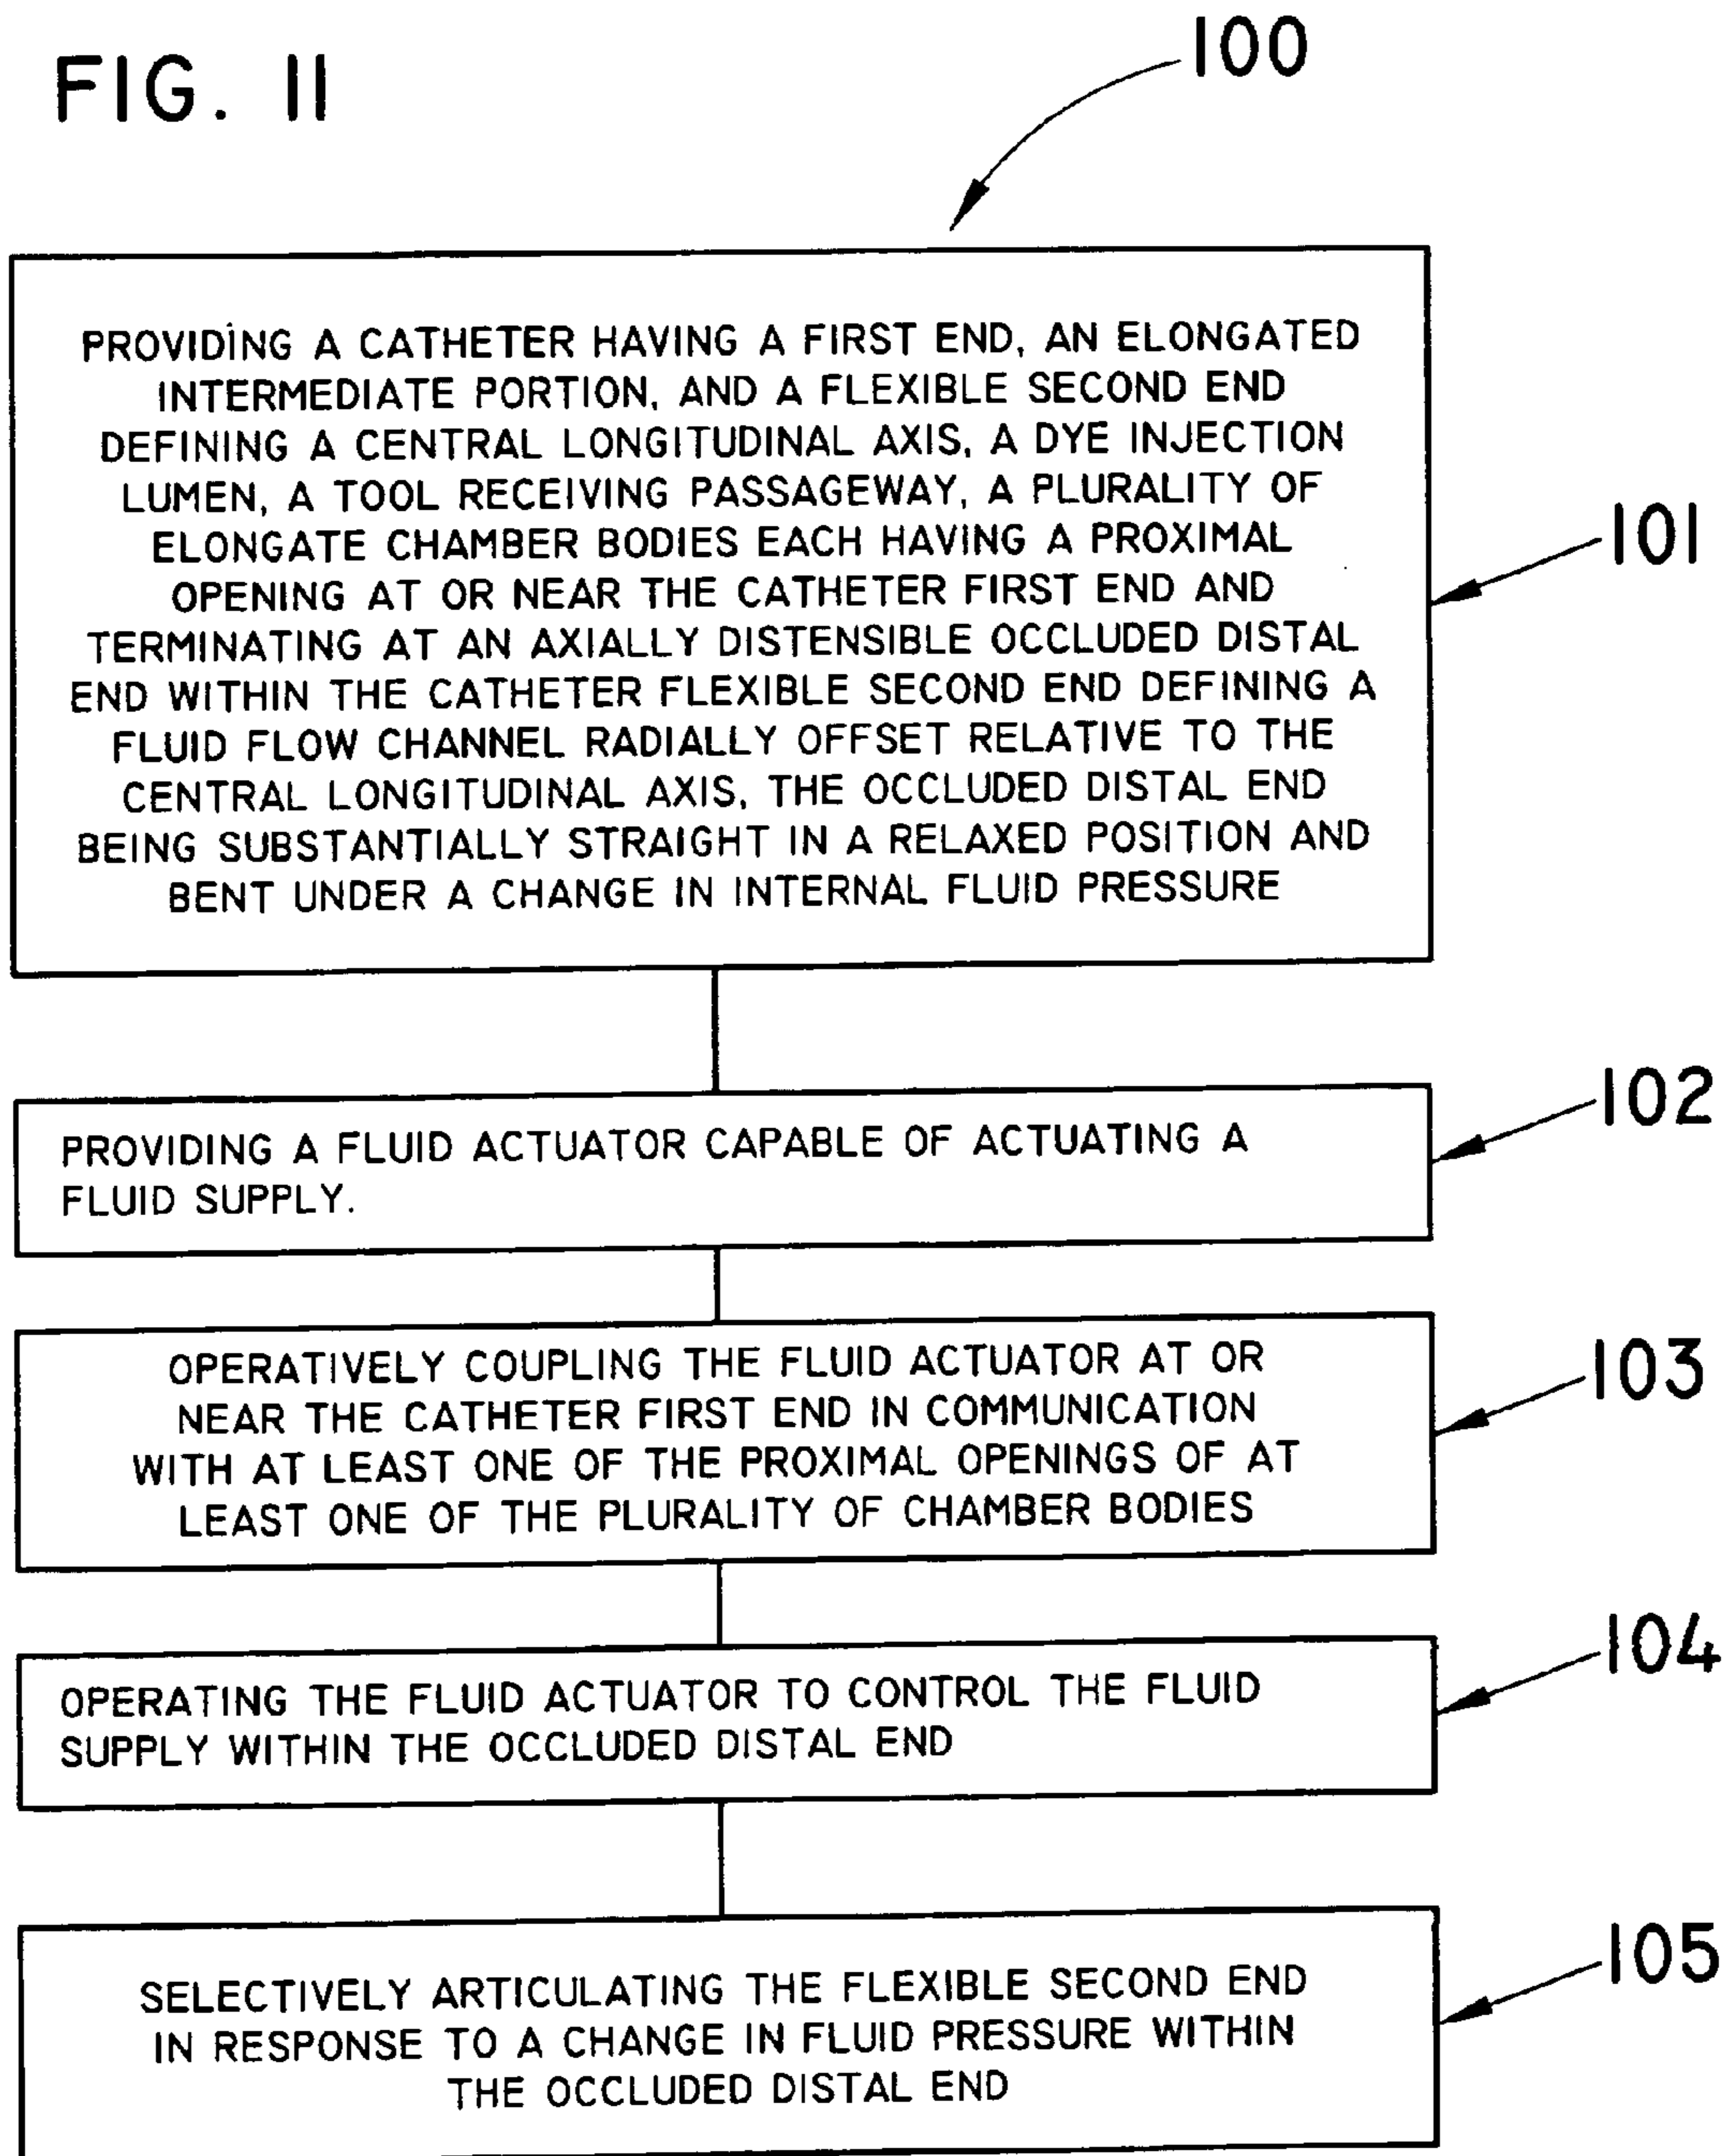 FIG. 11
100
PROVIDING A CATHETER HAVING A FIRST END, AN ELONGATED
INTERMEDIATE PORTION, AND A FLEXIBLE SECOND END
DEFINING A CENTRAL LONGITUDINAL AXIS, A DYE INJECTION
LUMEN, A TOOL RECEIVING PASSAGEWAY, A PLURALITY OF
ELONGATE CHAMBER BODIES EACH HAVING A PROXIMAL
OPENING AT OR NEAR THE CATHETER FIRST END AND
TERMINATING AT AN AXIALLY DISTENSIBLE OCCLUDED DISTAL
END WITHIN THE CATHETER FLEXIBLE SECOND END DEFINING A
FLUID FLOW CHANNEL RADIALLY OFFSET RELATIVE TO THE
CENTRAL LONGITUDINAL AXIS, THE OCCLUDED DISTAL END
BEING SUBSTANTIALLY STRAIGHT IN A RELAXED POSITION AND
BENT UNDER A CHANGE IN INTERNAL FLUID PRESSURE
101
PROVIDING A FLUID ACTUATOR CAPABLE OF ACTUATING A
FLUID SUPPLY.
102
OPERATIVELY COUPLING THE FLUID ACTUATOR AT OR
NEAR THE CATHETER FIRST END IN COMMUNICATION
WITH AT LEAST ONE OF THE PROXIMAL OPENINGS OF AT
LEAST ONE OF THE PLURALITY OF CHAMBER BODIES
103
OPERATING THE FLUID ACTUATOR TO CONTROL THE FLUID
SUPPLY WITHIN THE OCCLUDED DISTAL END
104
SELECTIVELY ARTICULATING THE FLEXIBLE SECOND END
IN RESPONSE TO A CHANGE IN FLUID PRESSURE WITHIN
THE OCCLUDED DISTAL END
105